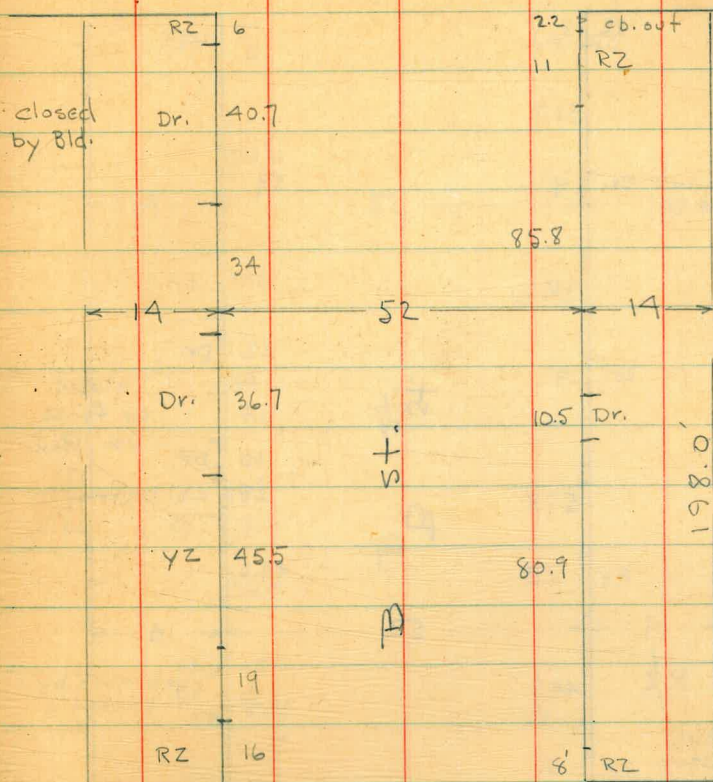 RZ 6
2.2 cb. out
11 RZ
closed
by Bld.
Dr. 40.7
85.8
34
14 52 14
Dr. 36.7
10.5 Dr.
St.
198.0'
YZ 45.5
80.9
19
RZ 16
8' RZ